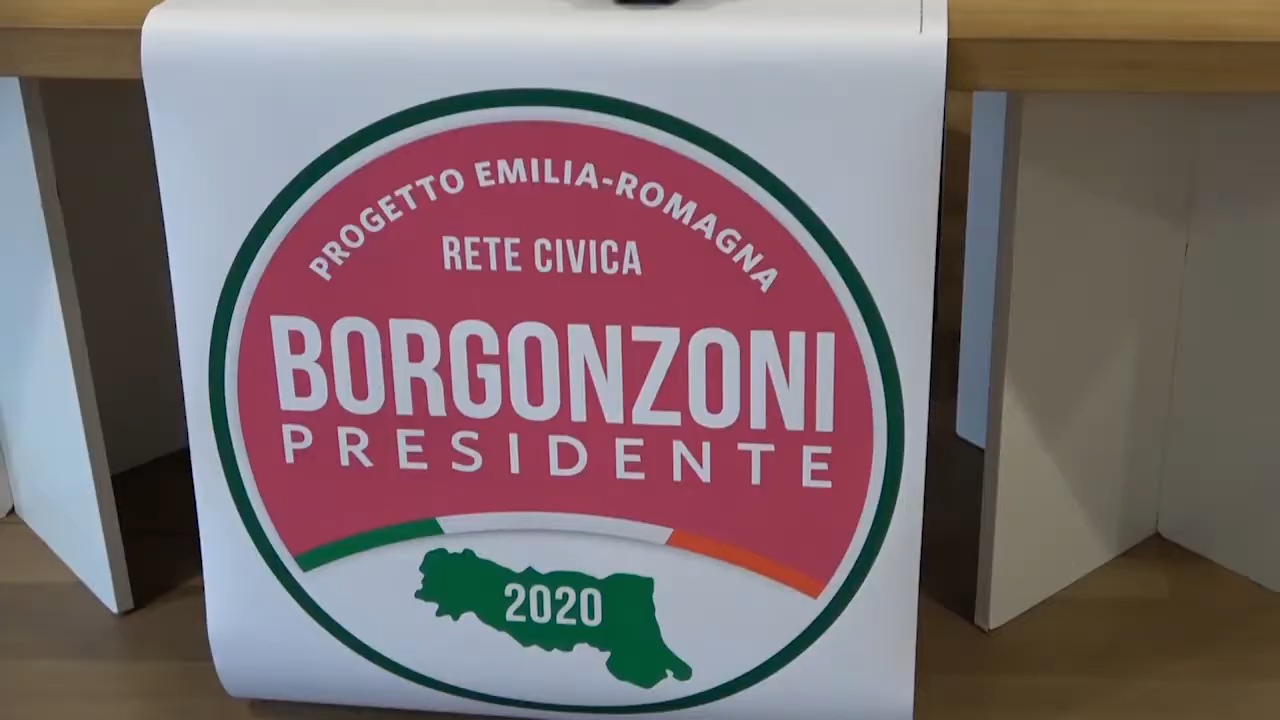 PROGETTO EMILIA-ROMAGNA
RETE CIVICA
BORGONZONI
PRESIDENTE
2020